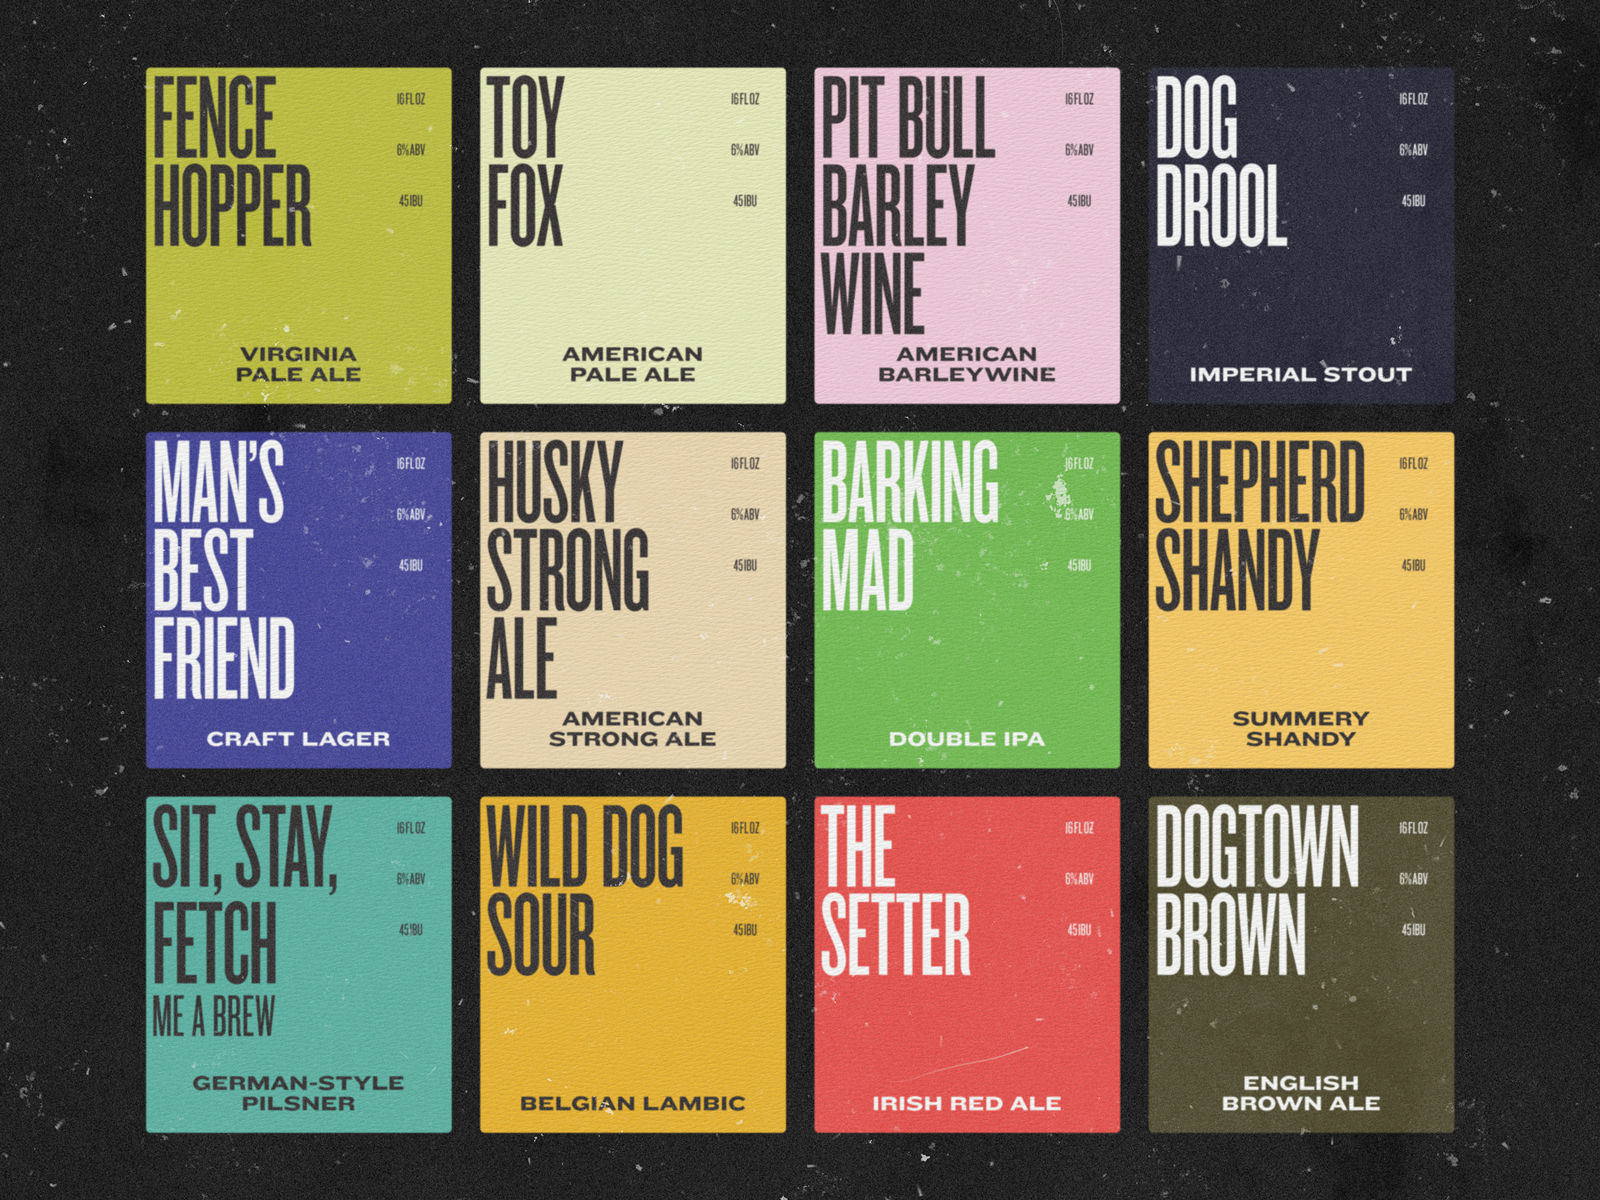 FENCE
HOPPER
16FL OZ
6%ABV
45IBU
VIRGINIA
PALE ALE
TOY
FOX
16FL OZ
6%ABV
45IBU
AMERICAN
PALE ALE
PIT BULL
BARLEY
WINE
16FL OZ
6%ABV
45IBU
AMERICAN
BARLEYWINE
DOG
DROOL
16FL OZ
6%ABV
45IBU
IMPERIAL STOUT
MAN'S
BEST
FRIEND
16FL OZ
6%ABV
45IBU
CRAFT LAGER
HUSKY
STRONG
ALE
16FL OZ
6%ABV
45IBU
AMERICAN
STRONG ALE
BARKING
MAD
16FL OZ
6%ABV
45IBU
DOUBLE IPA
SHEPHERD
SHANDY
16FL OZ
6%ABV
45IBU
SUMMERY
SHANDY
SIT, STAY,
FETCH
ME A BREW
16FL OZ
6%ABV
45IBU
GERMAN-STYLE
PILSNER
WILD DOG
SOUR
16FL OZ
6%ABV
45IBU
BELGIAN LAMBIC
THE
SETTER
16FL OZ
6%ABV
45IBU
IRISH RED ALE
DOGTOWN
BROWN
16FL OZ
6%ABV
45IBU
ENGLISH
BROWN ALE